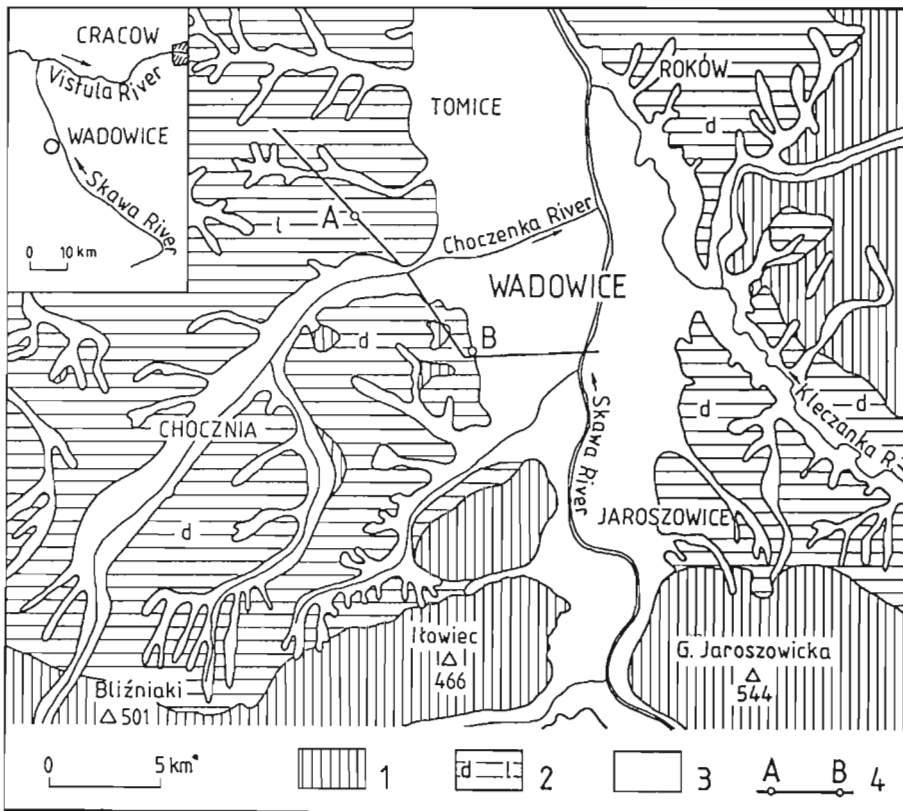 CRACOW
Vistula River
WADOWICE
Skawa River
0 10 km
TOMICE
ROKÓW
d
l
A
Choczenka River
WADOWICE
d
B
d
d
Kleczanka R.
CHOCZNIA
Skawa River
JAROSZOWICE
d
Iłowiec
466
G. Jaroszowicka
544
Bliźniaki
501
0 5 km
1
d l 2
3
A B 4